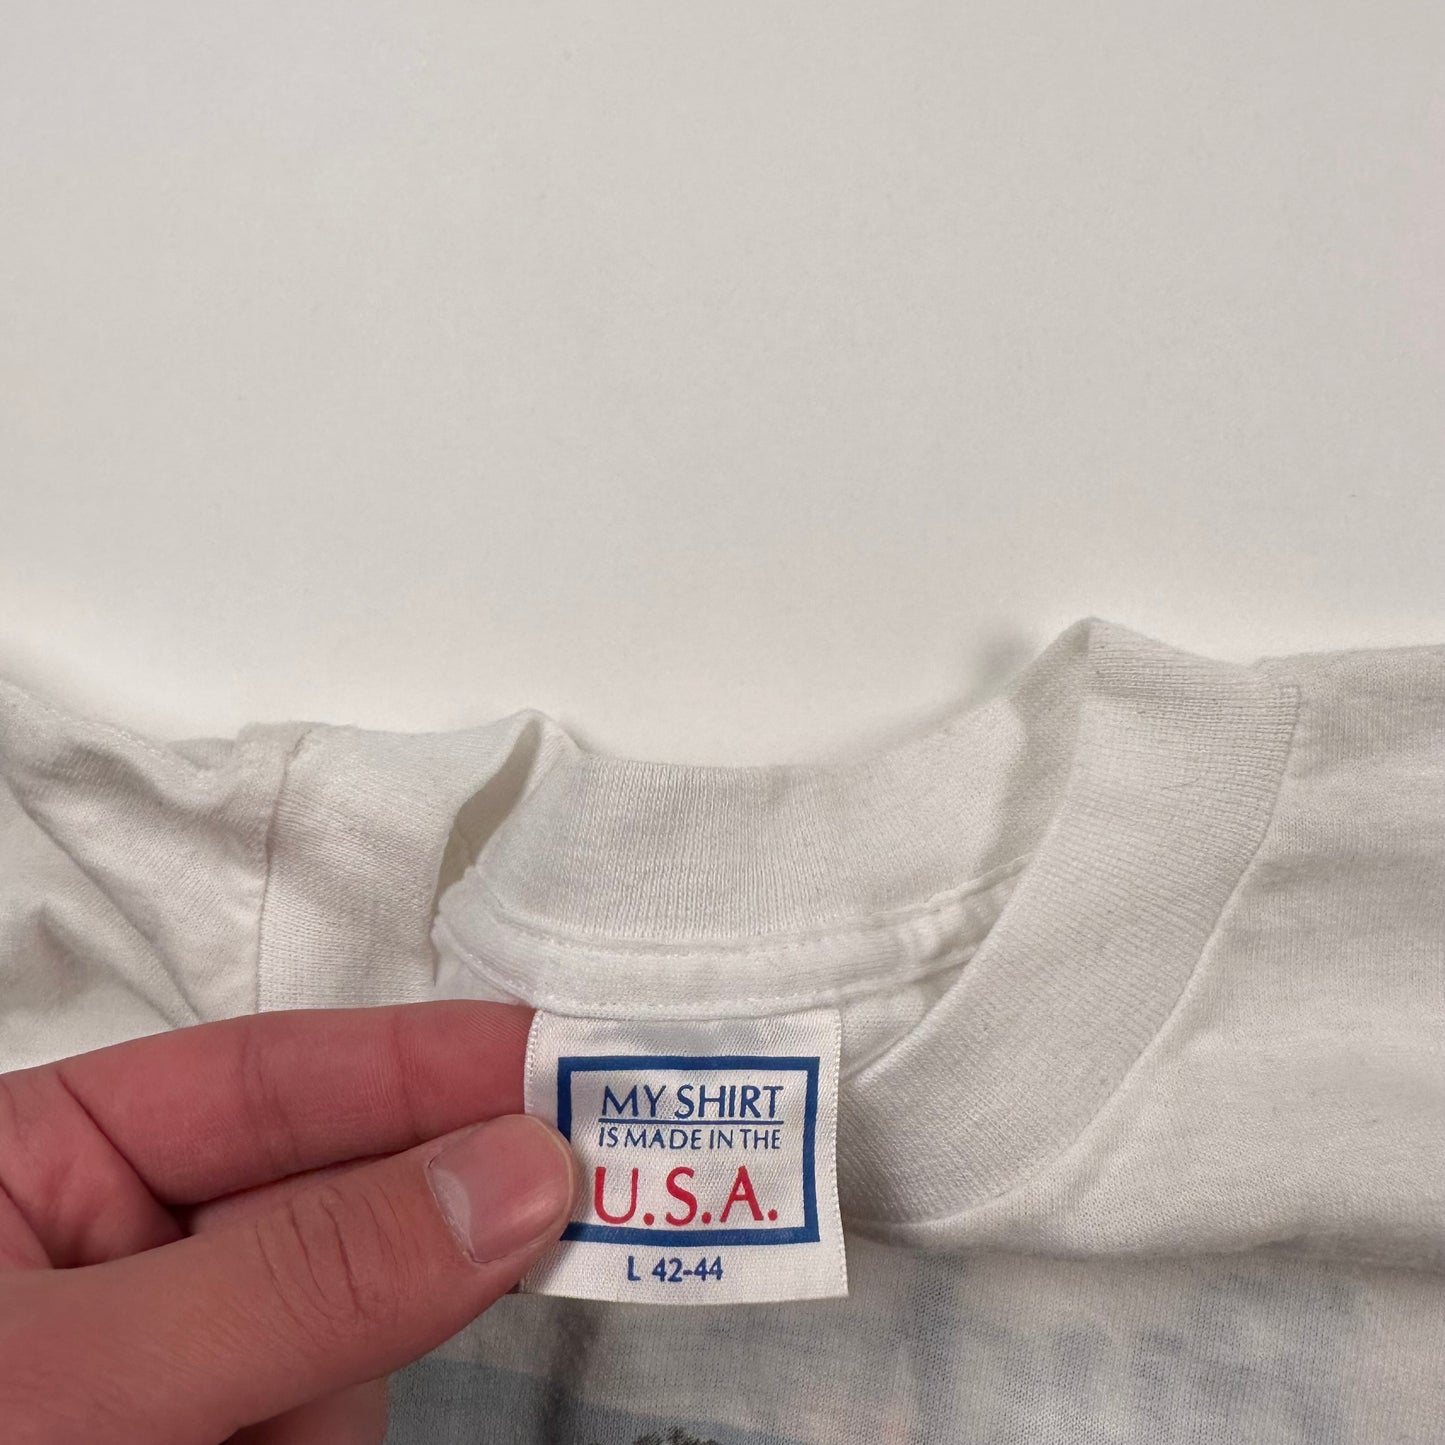 MY SHIRT
IS MADE IN THE
U.S.A.
L 42-44